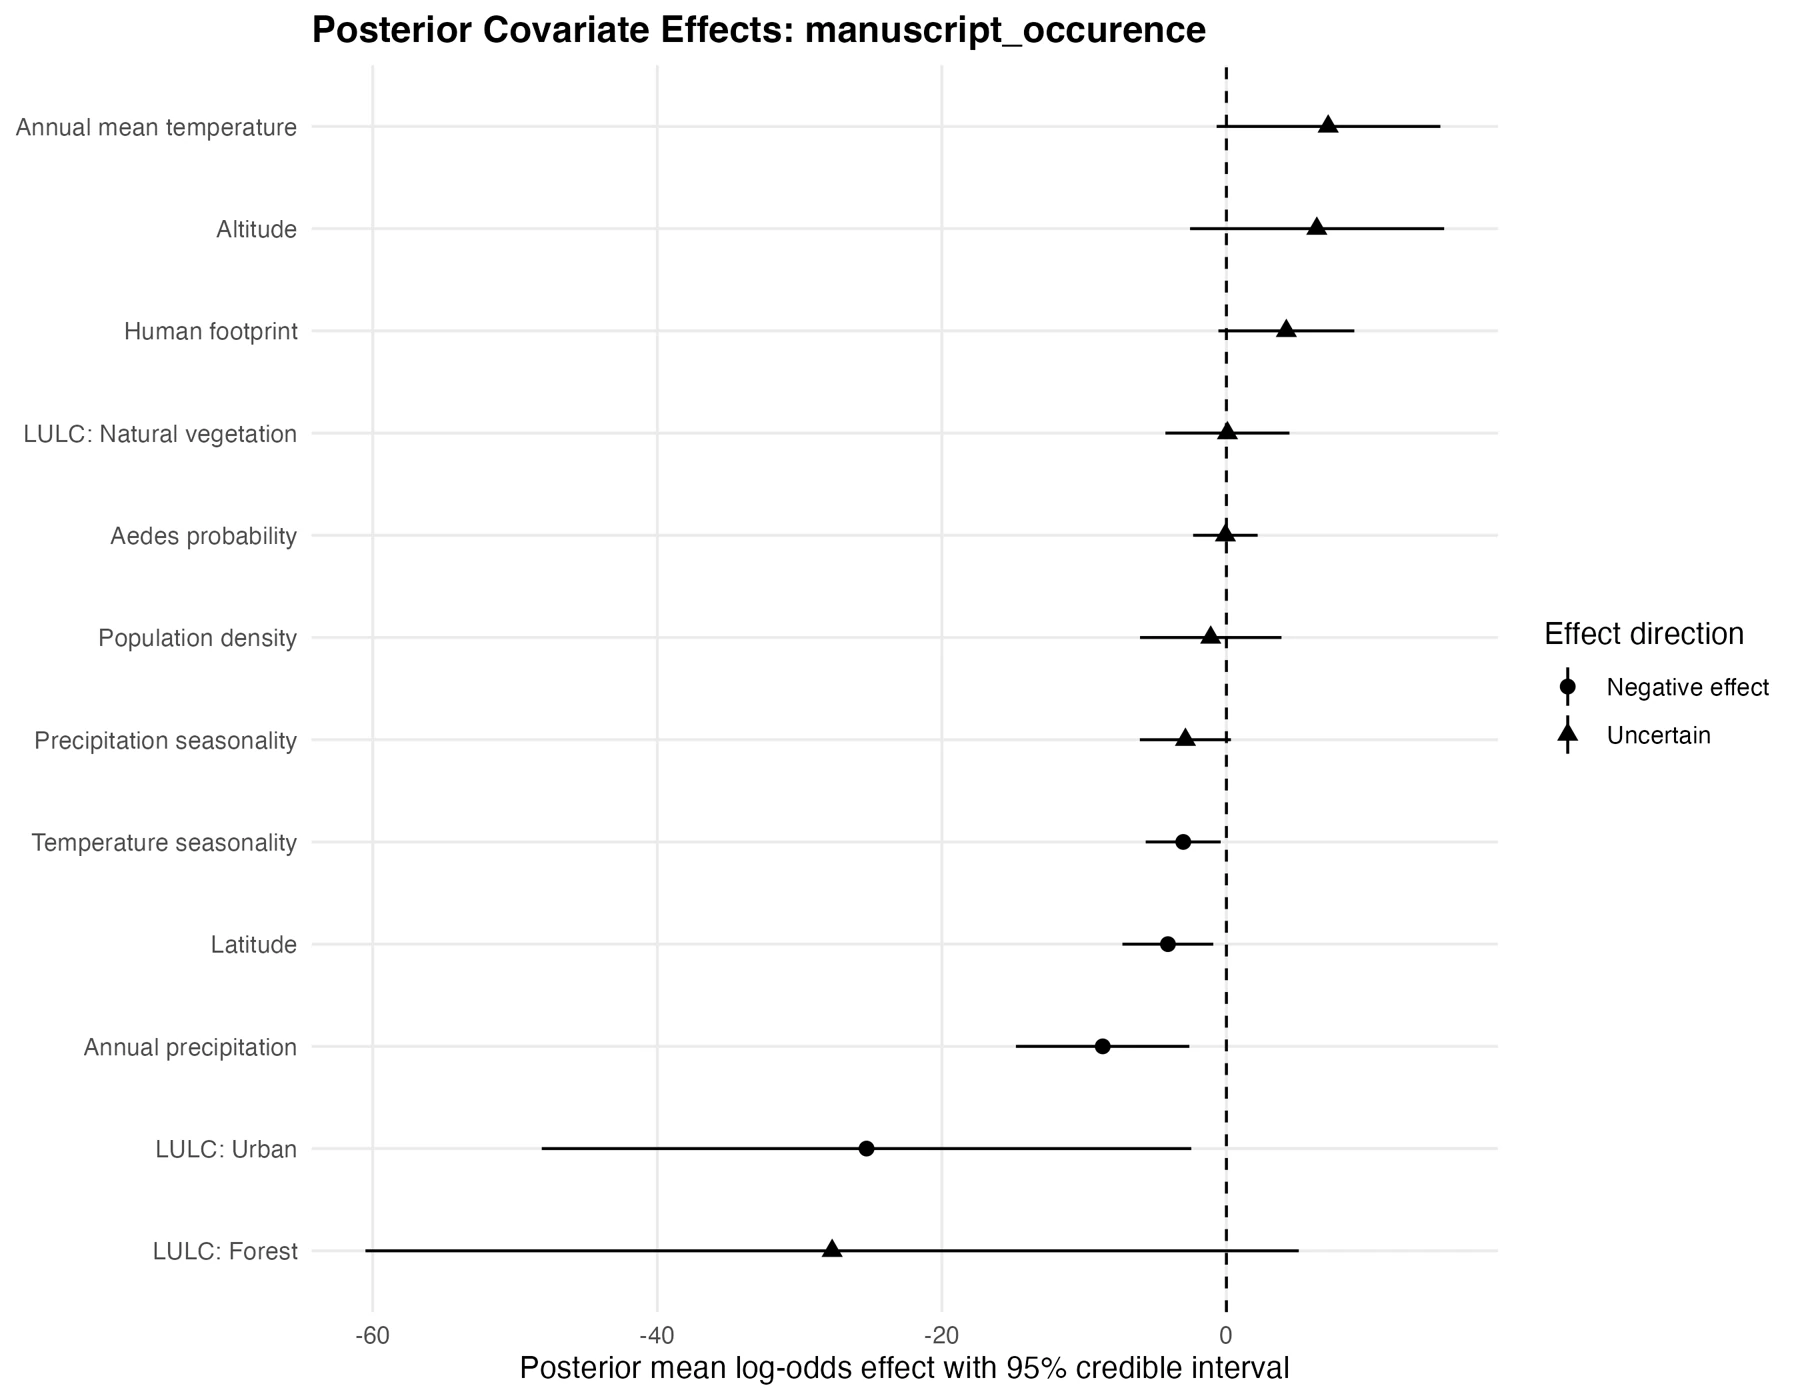 Posterior Covariate Effects: manuscript_occurence
Annual mean temperature
Altitude
Human footprint
LULC: Natural vegetation
Aedes probability
Population density
Precipitation seasonality
Temperature seasonality
Latitude
Annual precipitation
LULC: Urban
LULC: Forest
-60 -40 -20 0
Posterior mean log-odds effect with 95% credible interval
Effect direction
Negative effect
Uncertain